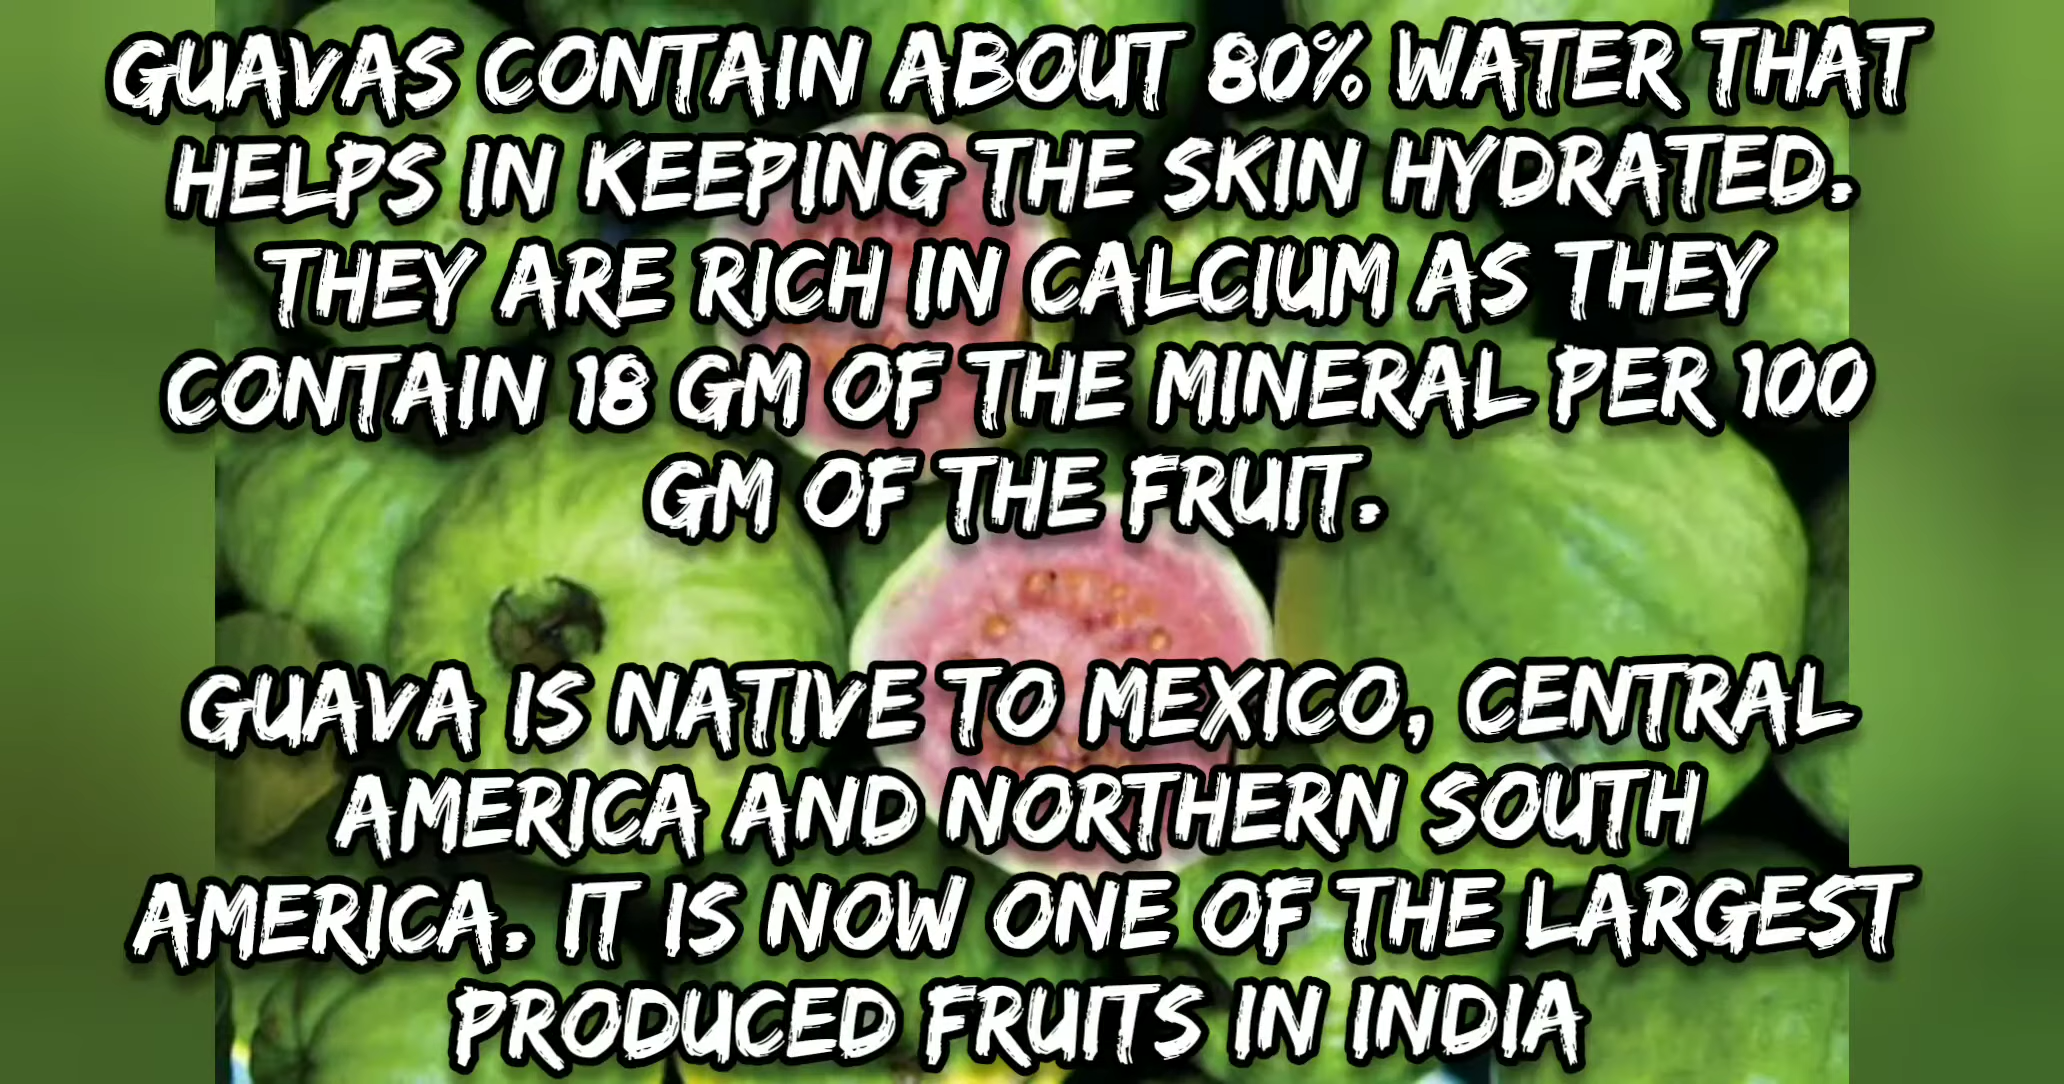 GUAVAS CONTAIN ABOUT 80% WATER THAT
HELPS IN KEEPING THE SKIN HYDRATED.
THEY ARE RICH IN CALCIUM AS THEY
CONTAIN 18 GM OF THE MINERAL PER 100
GM OF THE FRUIT.
GUAVA IS NATIVE TO MEXICO, CENTRAL
AMERICA AND NORTHERN SOUTH
AMERICA. IT IS NOW ONE OF THE LARGEST
PRODUCED FRUITS IN INDIA